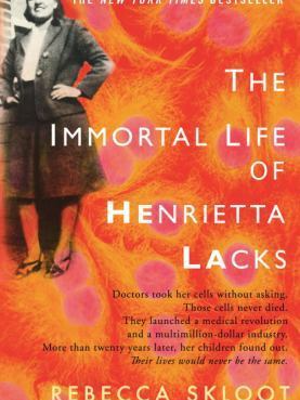 THE NEW YORK TIMES BESTSELLER
THE
IMMORTAL LIFE
OF
HENRIETTA
LACKS
Doctors took her cells without asking.
Those cells never died.
They launched a medical revolution
and a multimillion-dollar industry.
More than twenty years later, her children found out.
Their lives would never be the same.
REBECCA SKLOOT